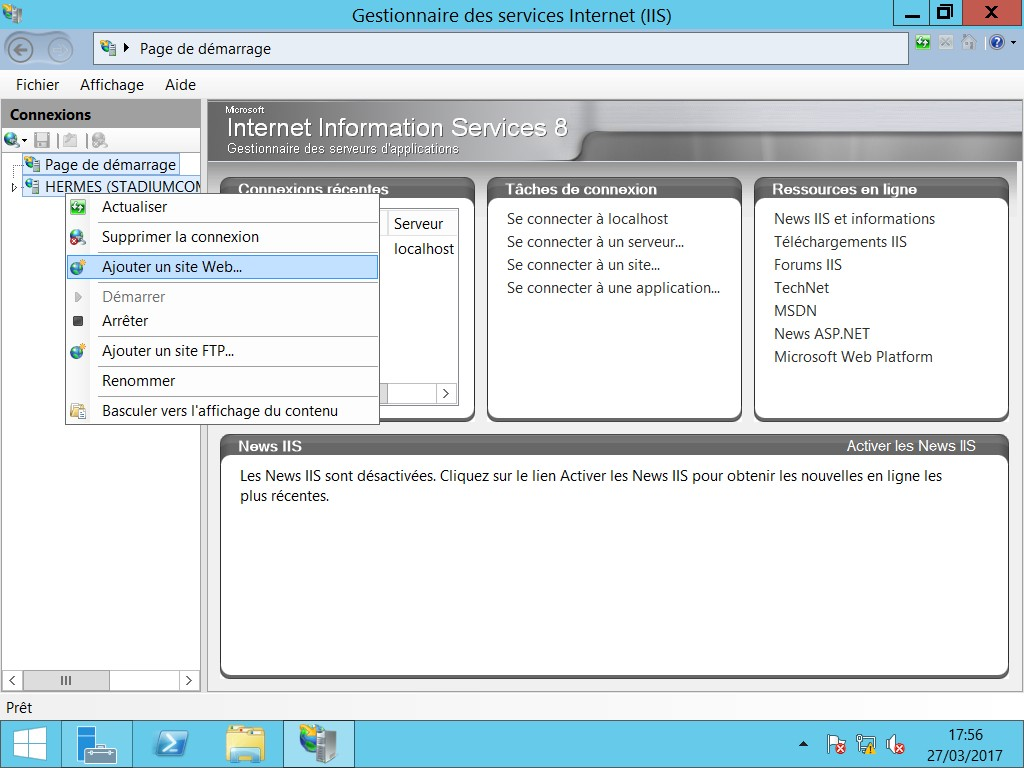 Gestionnaire des services Internet (IIS)
Page de démarrage
Fichier Affichage Aide
Connexions
Page de démarrage
HERMES (STADIUMCOM
Actualiser
Supprimer la connexion
Ajouter un site Web...
Démarrer
Arrêter
Ajouter un site FTP...
Renommer
Basculer vers l'affichage du contenu
Microsoft
Internet Information Services 8
Gestionnaire des serveurs d'applications
Connexions récentes
Serveur
localhost
Tâches de connexion
Se connecter à localhost
Se connecter à un serveur...
Se connecter à un site...
Se connecter à une application...
Ressources en ligne
News IIS et informations
Téléchargements IIS
Forums IIS
TechNet
MSDN
News ASP.NET
Microsoft Web Platform
News IIS
Activer les News IIS
Les News IIS sont désactivées. Cliquez sur le lien Activer les News IIS pour obtenir les nouvelles en ligne les
plus récentes.
Prêt
17:56
27/03/2017